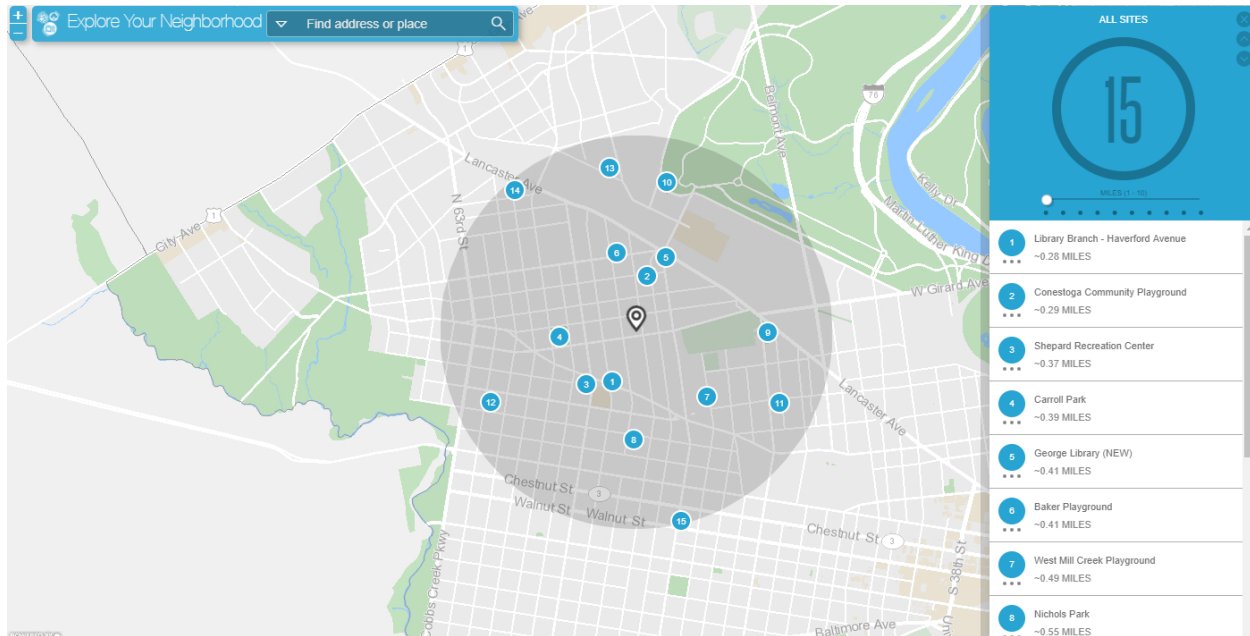 +
−
Explore Your Neighborhood
Find address or place
1
Lancaster Ave
N 63rd St
City Ave
1
Belmont Ave
76
Kelly Dr
Martin Luther King D
W Girard Ave
Lancaster Ave
13
10
14
6
5
2
4
9
3
1
7
12
11
8
Chestnut St
3
Walnut St
Walnut St
15
Chestnut St
3
Cobbs Creek Pkwy
S 38th St
Baltimore Ave
ALL SITES
15
MILES (1 - 10)
1
Library Branch - Haverford Avenue
~0.28 MILES
2
Conestoga Community Playground
~0.29 MILES
3
Shepard Recreation Center
~0.37 MILES
4
Carroll Park
~0.39 MILES
5
George Library (NEW)
~0.41 MILES
6
Baker Playground
~0.41 MILES
7
West Mill Creek Playground
~0.49 MILES
8
Nichols Park
~0.55 MILES